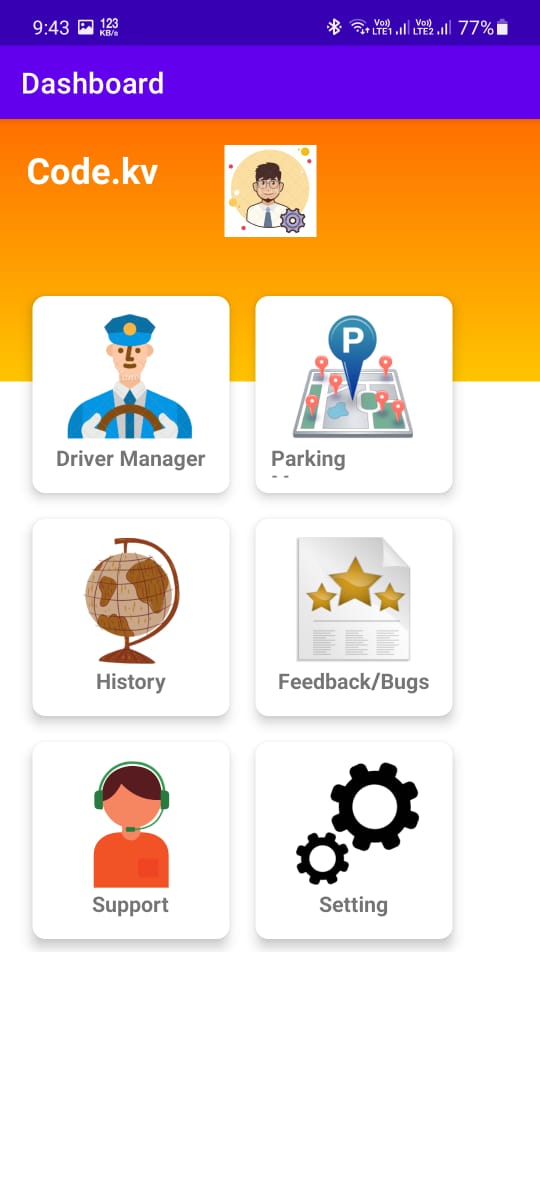 9:43 123 KB/s Vo) LTE1 Vo) LTE2 77%
Dashboard
Code.kv
P
Driver Manager
Parking
History
Feedback/Bugs
Support
Setting